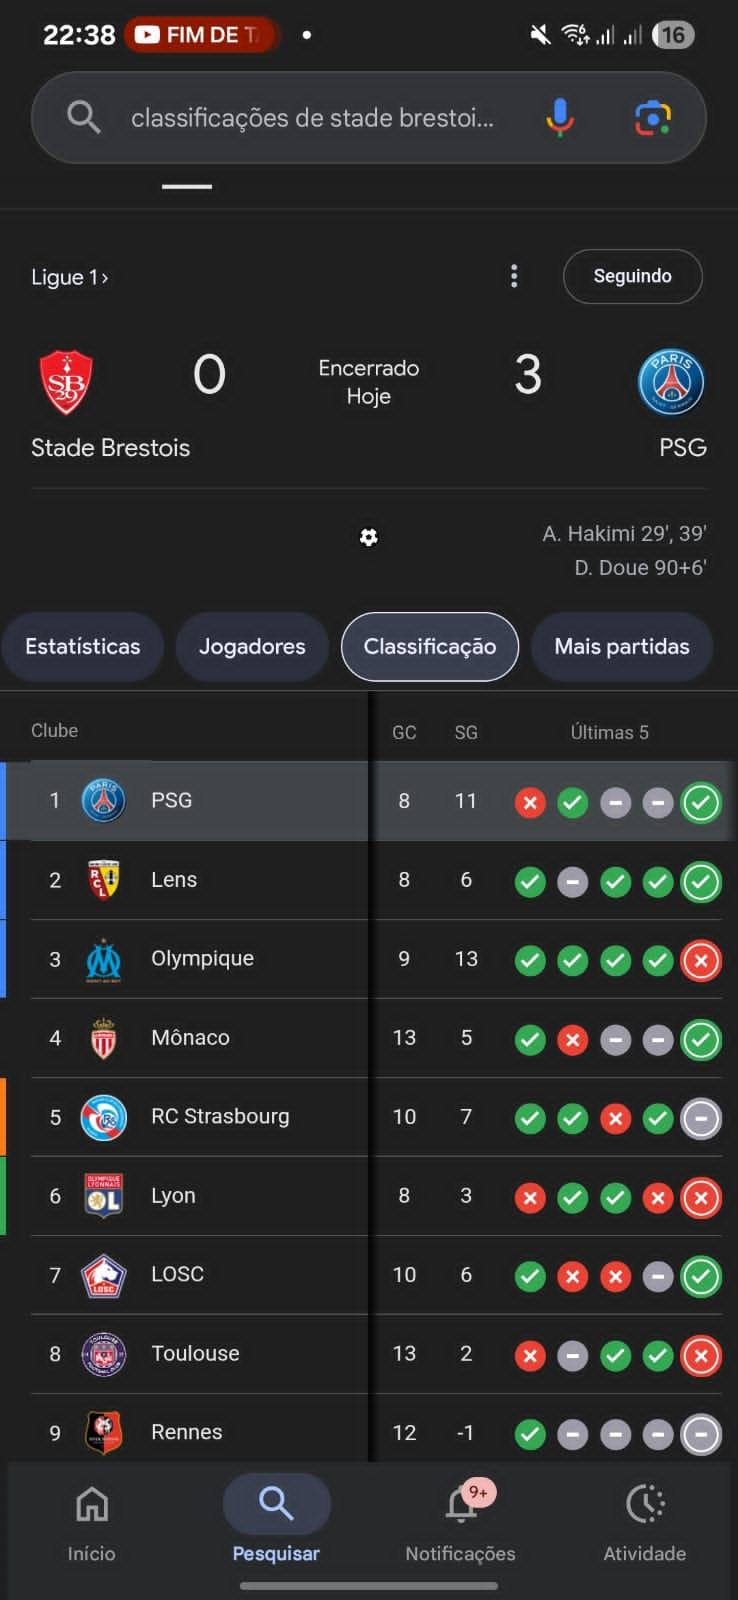 22:38 FIM DE T 16
classificações de stade brestoi...
Ligue 1 › Seguindo
0 Encerrado 3
Hoje
Stade Brestois PSG
A. Hakimi 29', 39'
D. Doue 90+6'
Estatísticas Jogadores Classificação Mais partidas
Clube GC SG Últimas 5
1 PSG 8 11
2 Lens 8 6
3 Olympique 9 13
4 Mônaco 13 5
5 RC Strasbourg 10 7
6 Lyon 8 3
7 LOSC 10 6
8 Toulouse 13 2
9 Rennes 12 -1
9+
Início Pesquisar Notificações Atividade